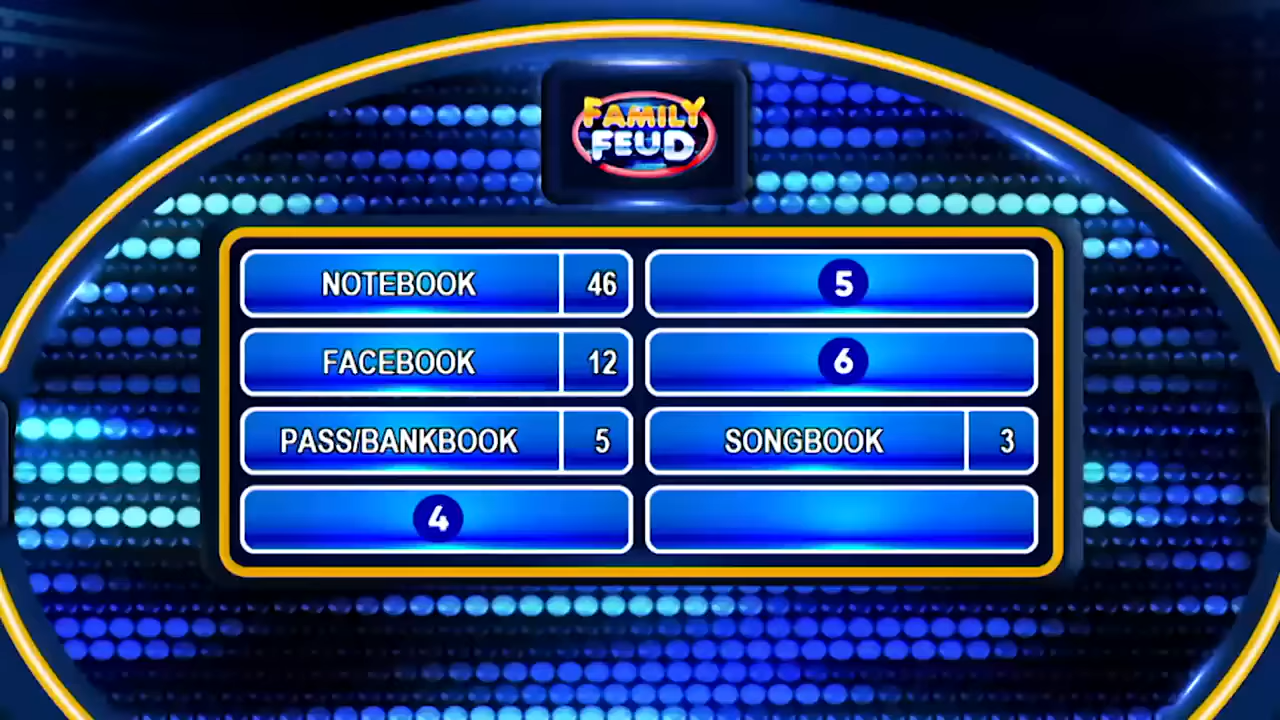 FAMILY
FEUD
NOTEBOOK 46
FACEBOOK 12
PASS/BANKBOOK 5
4
5
6
SONGBOOK 3